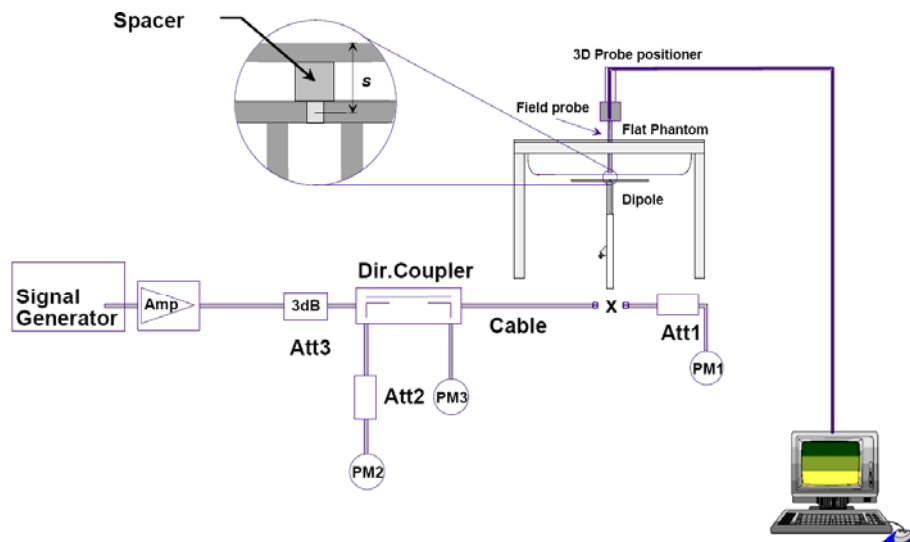 Spacer
s
3D Probe positioner
Field probe
Flat Phantom
Dipole
Signal
Generator
Amp
3dB
Att3
Dir.Coupler
Cable
X
Att1
PM1
Att2
PM3
PM2